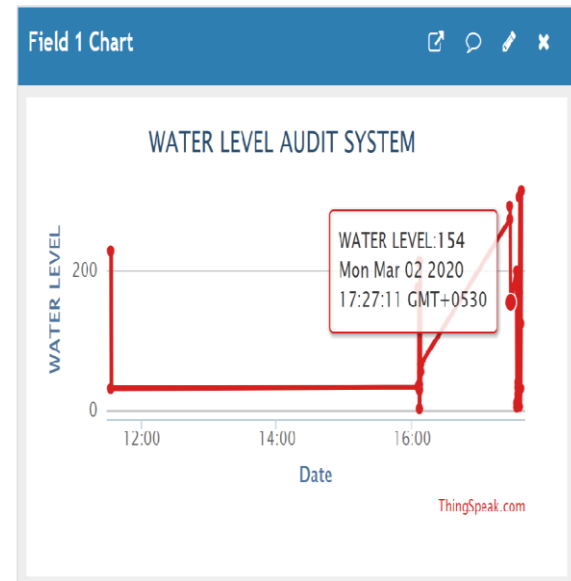 Field 1 Chart
WATER LEVEL AUDIT SYSTEM
WATER LEVEL
200
0
WATER LEVEL:154
Mon Mar 02 2020
17:27:11 GMT+0530
12:00 14:00 16:00
Date
ThingSpeak.com